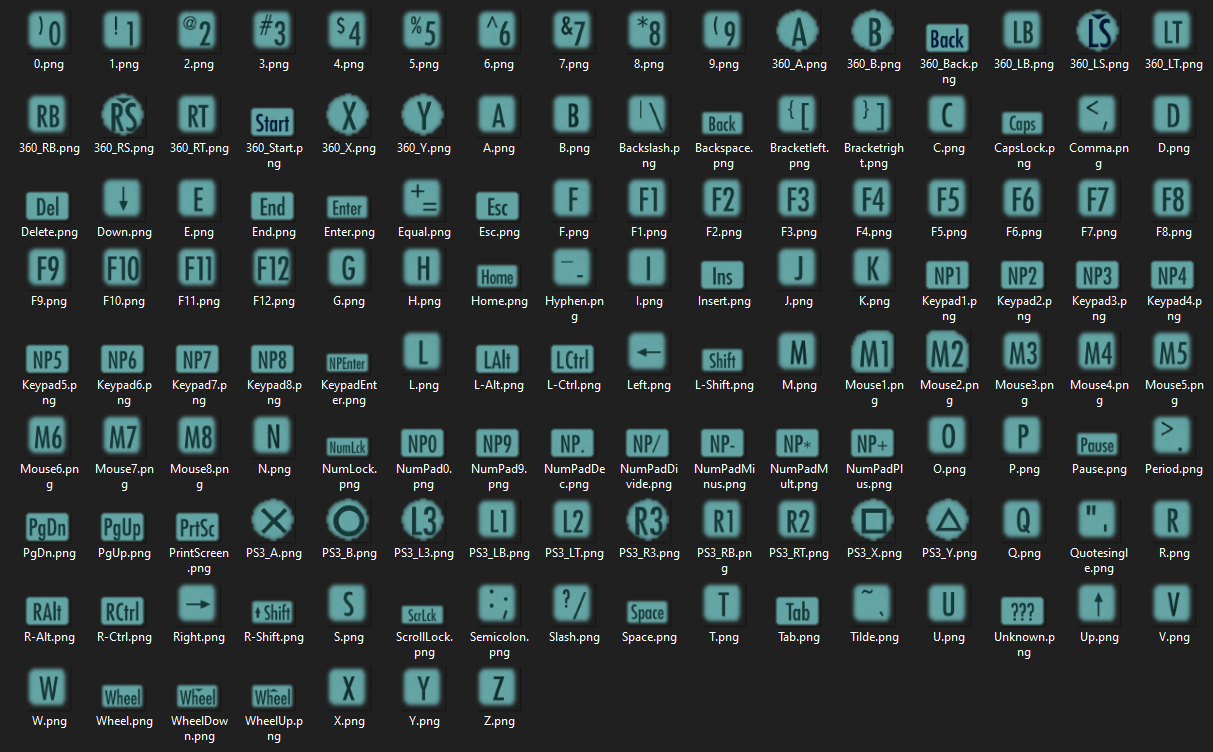 ) 0 ! 1 @ 2 # 3 $ 4 % 5 ^ 6 & 7 * 8 ( 9 A B Back LB LS LT
0.png 1.png 2.png 3.png 4.png 5.png 6.png 7.png 8.png 9.png 360_A.png 360_B.png 360_Back.png 360_LB.png 360_LS.png 360_LT.png
RB RS RT Start X Y A B | \ Back { [ } ] C Caps < , D
360_RB.png 360_RS.png 360_RT.png 360_Start.png 360_X.png 360_Y.png A.png B.png Backslash.png Backspace.png Bracketleft.png Bracketright.png C.png CapsLock.png Comma.png D.png
Del ↓ E End Enter + = Esc F F1 F2 F3 F4 F5 F6 F7 F8
Delete.png Down.png E.png End.png Enter.png Equal.png Esc.png F.png F1.png F2.png F3.png F4.png F5.png F6.png F7.png F8.png
F9 F10 F11 F12 G H Home _ - I Ins J K NP1 NP2 NP3 NP4
F9.png F10.png F11.png F12.png G.png H.png Home.png Hyphen.png I.png Insert.png J.png K.png Keypad1.png Keypad2.png Keypad3.png Keypad4.png
NP5 NP6 NP7 NP8 NPEnter L LAlt LCtrl ← Shift M M1 M2 M3 M4 M5
Keypad5.png Keypad6.png Keypad7.png Keypad8.png KeypadEnter.png L.png L-Alt.png L-Ctrl.png Left.png L-Shift.png M.png Mouse1.png Mouse2.png Mouse3.png Mouse4.png Mouse5.png
M6 M7 M8 N NumLck NP0 NP9 NP. NP/ NP- NP* NP+ O P Pause > .
Mouse6.png Mouse7.png Mouse8.png N.png NumLock.png NumPad0.png NumPad9.png NumPadDec.png NumPadDivide.png NumPadMinus.png NumPadMult.png NumPadPlus.png O.png P.png Pause.png Period.png
PgDn PgUp PrtSc L3 L1 L2 R3 R1 R2 Q " ' R
PgDn.png PgUp.png PrintScreen.png PS3_A.png PS3_B.png PS3_L3.png PS3_LB.png PS3_LT.png PS3_R3.png PS3_RB.png PS3_RT.png PS3_X.png PS3_Y.png Q.png Quotesingle.png R.png
RAlt RCtrl → ↑Shift S ScrLck : ; ? / Space T Tab ~ ` U ??? ↑ V
R-Alt.png R-Ctrl.png Right.png R-Shift.png S.png ScrollLock.png Semicolon.png Slash.png Space.png T.png Tab.png Tilde.png U.png Unknown.png Up.png V.png
W Wheel Wheel Wheel X Y Z
W.png Wheel.png WheelDown.png WheelUp.png X.png Y.png Z.png